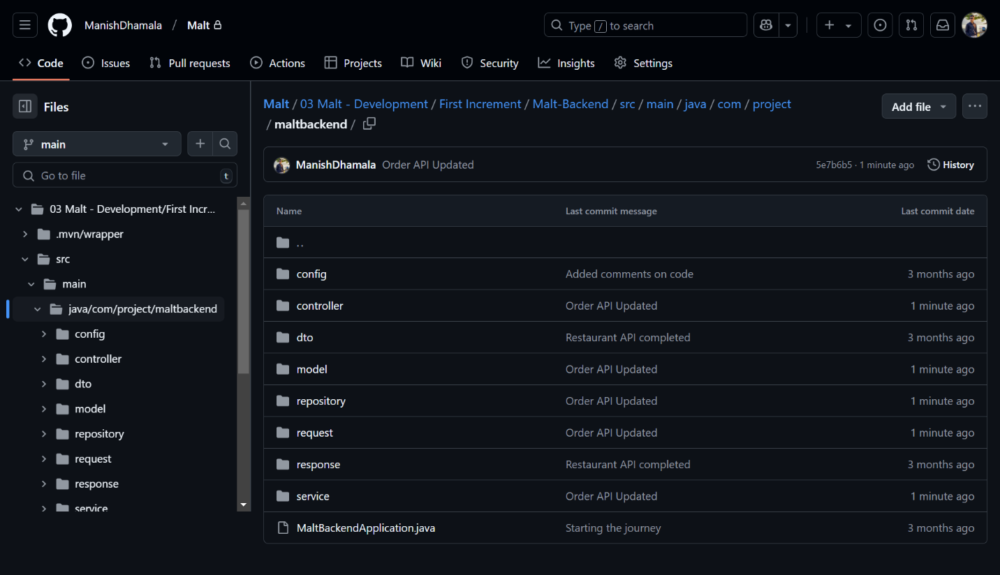 ManishDhamala / Malt
Type / to search
Code Issues Pull requests Actions Projects Wiki Security Insights Settings
Files
main
Go to file t
03 Malt - Development/First Incr...
.mvn/wrapper
src
main
java/com/project/maltbackend
config
controller
dto
model
repository
request
response
service
Malt / 03 Malt - Development / First Increment / Malt-Backend / src / main / java / com / project
/ maltbackend /
Add file
ManishDhamala Order API Updated 5e7b6b5 · 1 minute ago History
Name Last commit message Last commit date
..
config Added comments on code 3 months ago
controller Order API Updated 1 minute ago
dto Restaurant API completed 3 months ago
model Order API Updated 1 minute ago
repository Order API Updated 1 minute ago
request Order API Updated 1 minute ago
response Restaurant API completed 3 months ago
service Order API Updated 1 minute ago
MaltBackendApplication.java Starting the journey 3 months ago